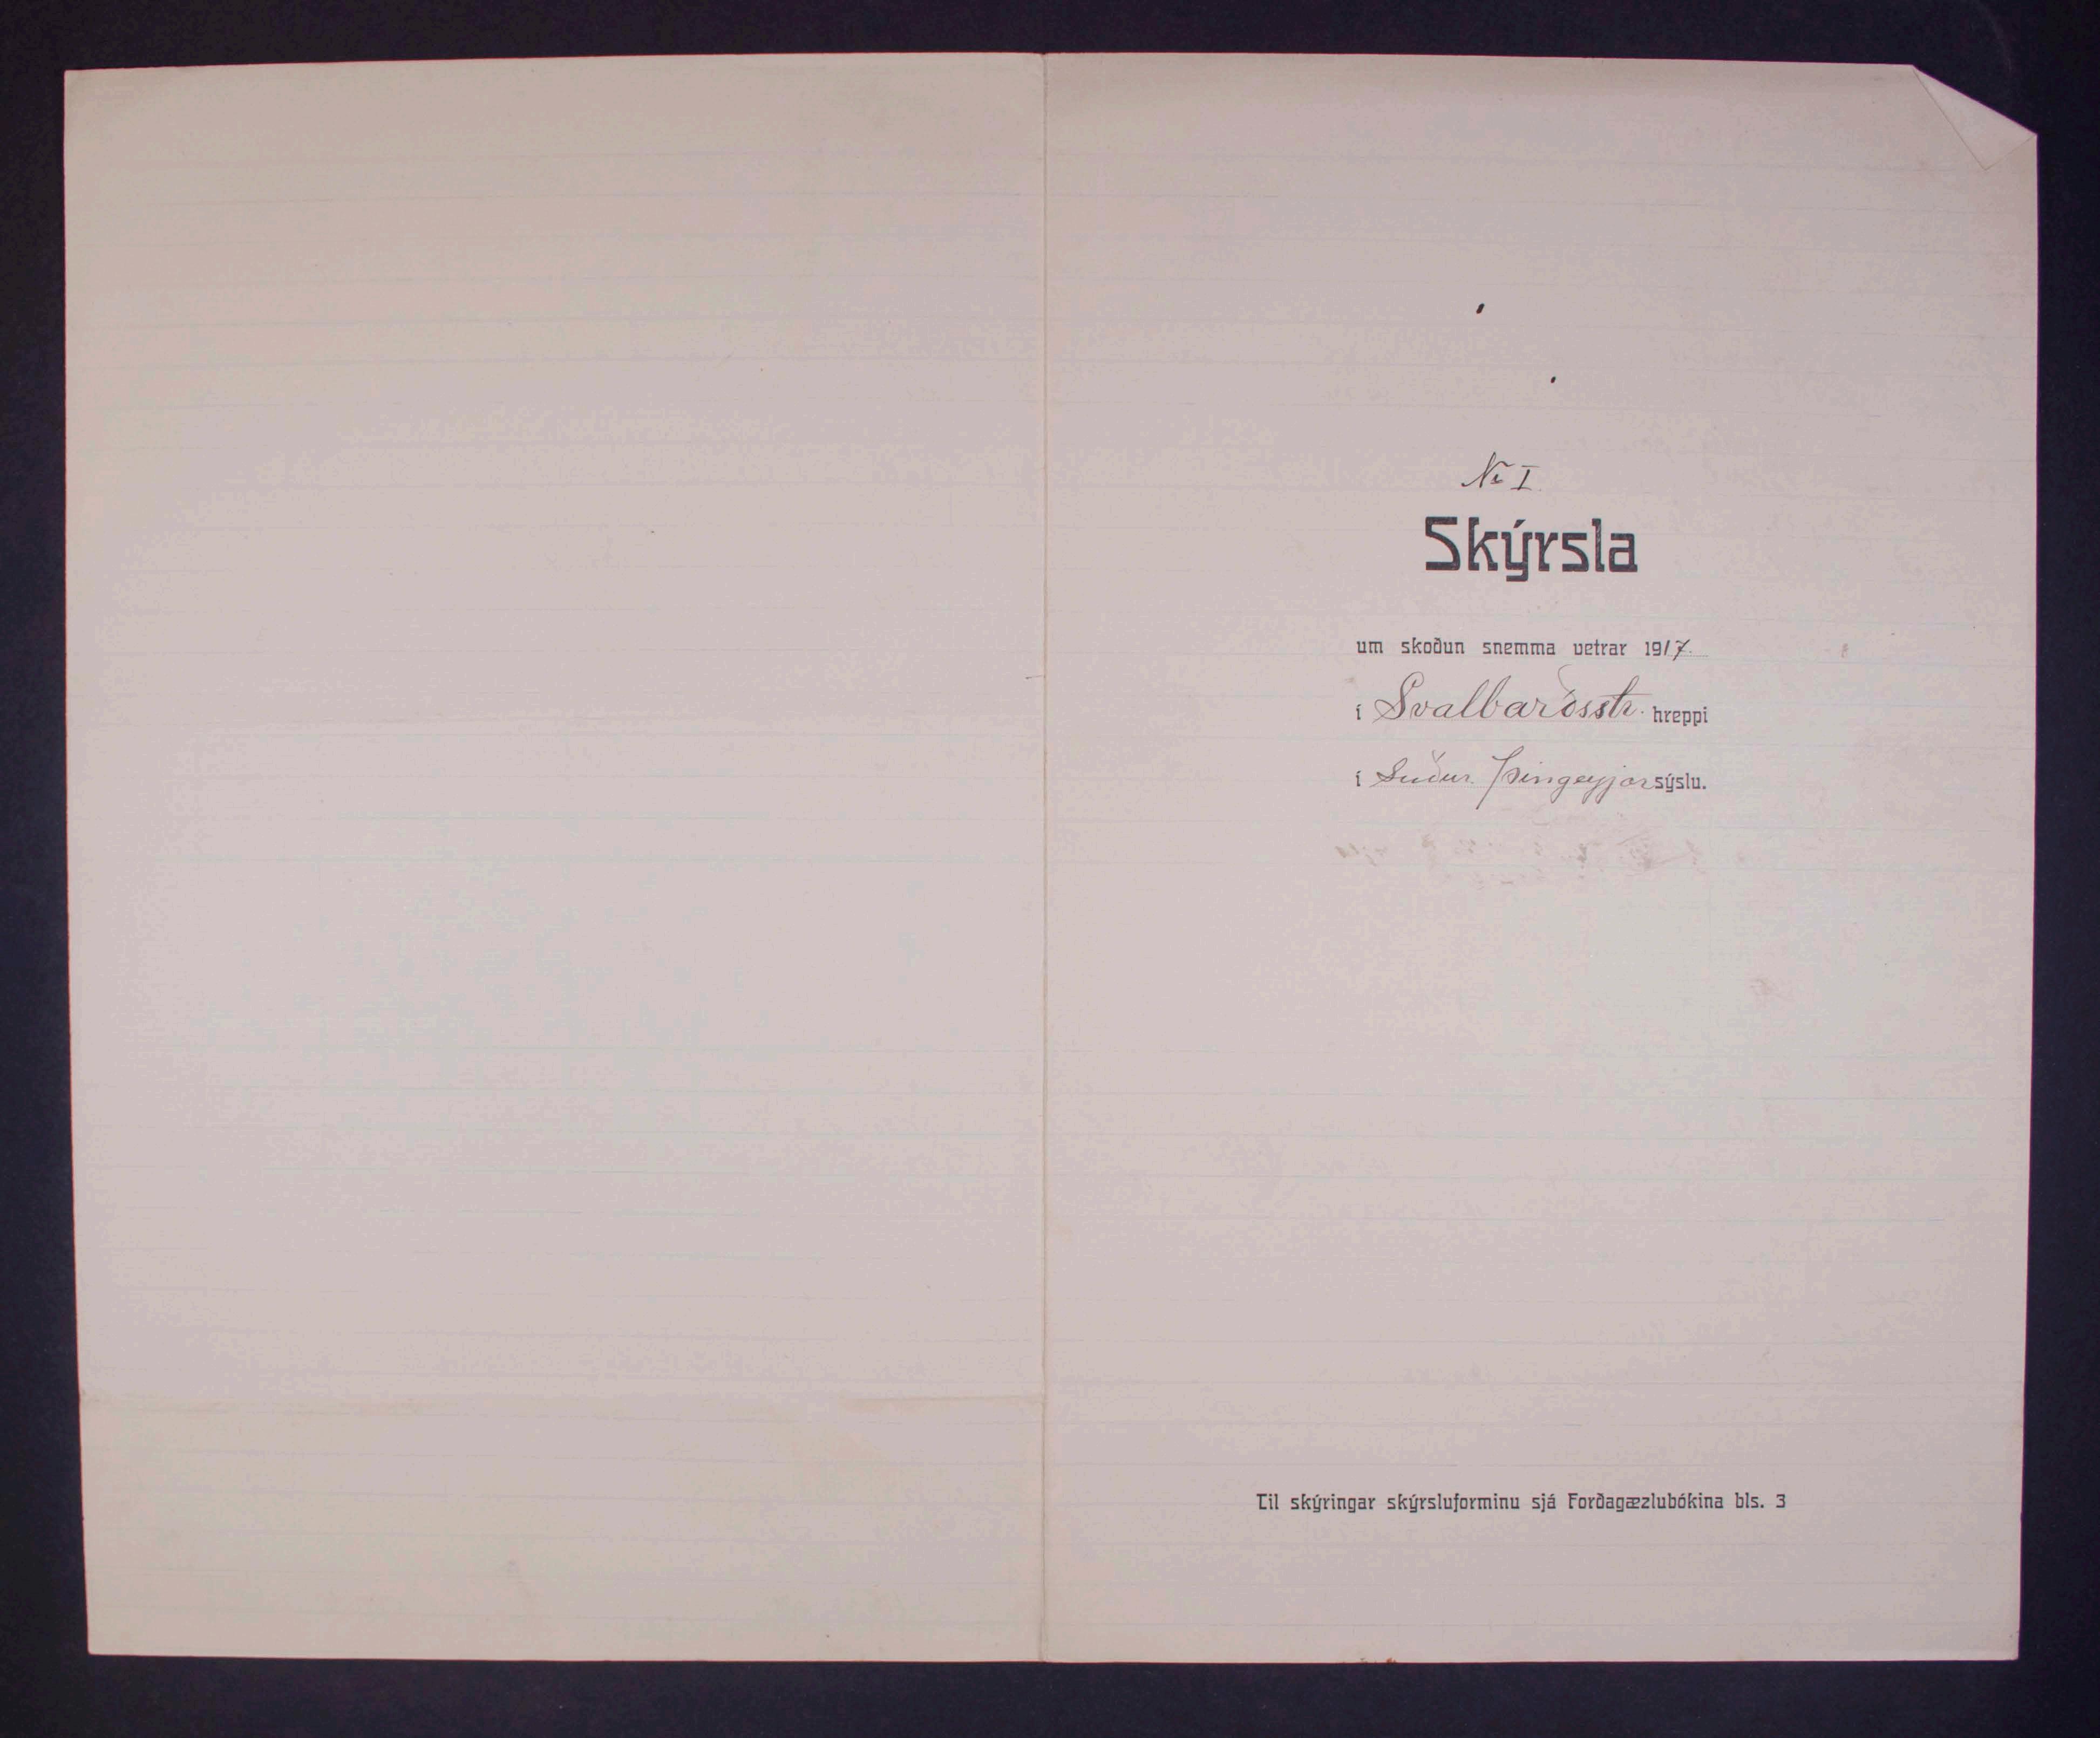 No I.
Skýrsla
um skoðun snemma vetrar 1917.
í Svalbarðsstr. hreppi
í Suður. Þingeyjarsýslu.
Til skýringar skýrsluforminu sjá Forðagæzlubókina bls. 3